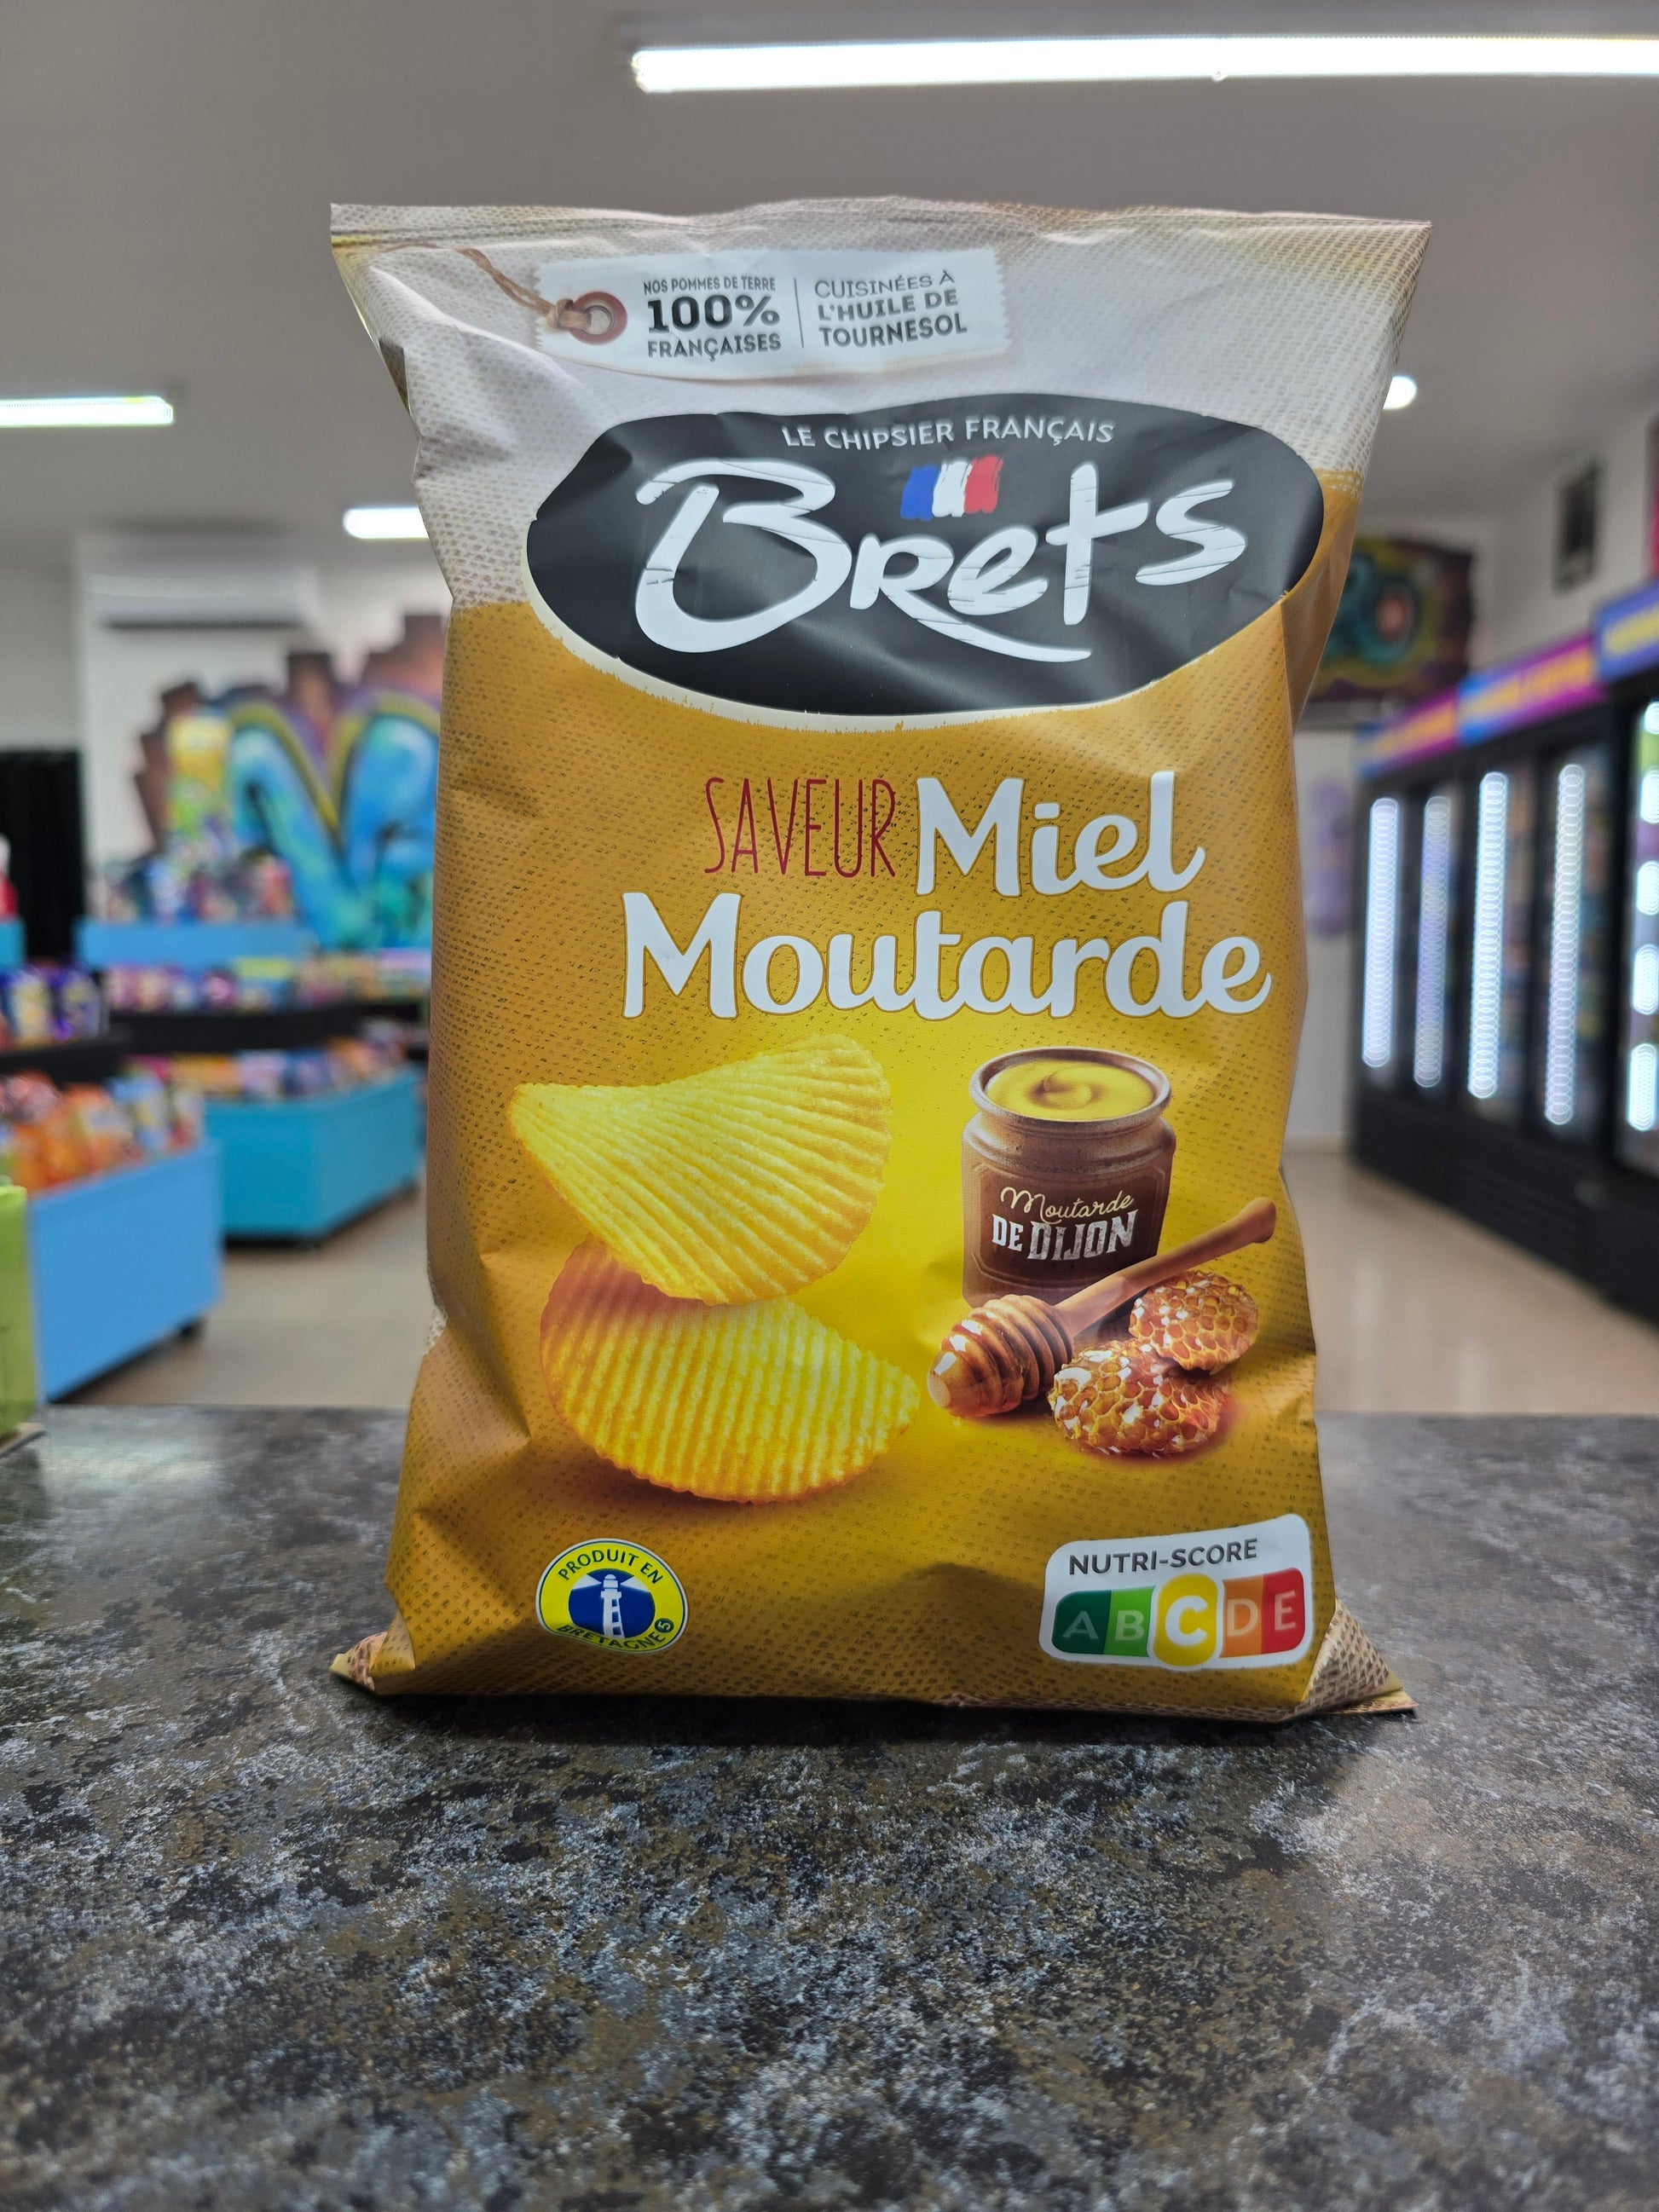 NOS POMMES DE TERRE
100%
FRANÇAISES
CUISINÉES À
L'HUILE DE
TOURNESOL
LE CHIPSIER FRANÇAIS
Brets
SAVEUR Miel
Moutarde
Moutarde
DE DIJON
PRODUIT EN
BRETAGNE
NUTRI-SCORE
A B C D E